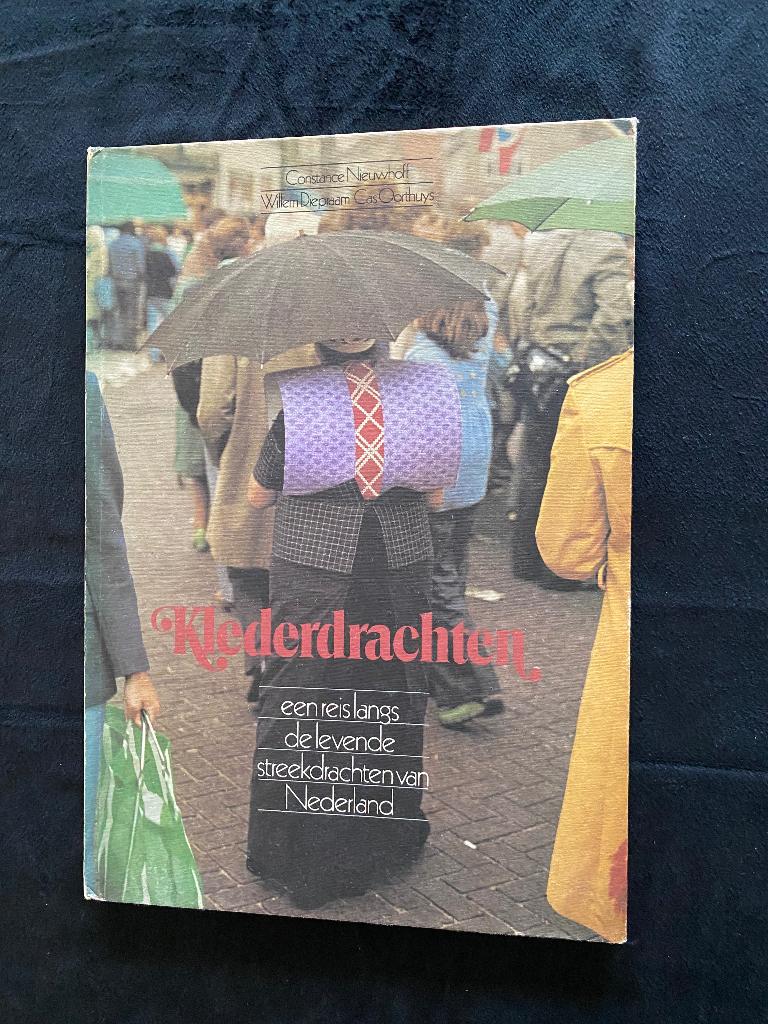 Constance Nieuwhoff
Willem Diepraam Cas Oorthuys
Klederdrachten
een reis langs
de levende
streekdrachten van
Nederland